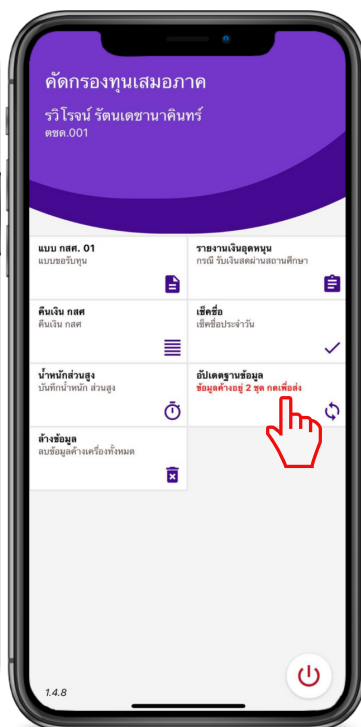 คัดกรองทุนเสมอภาค
รวิโรจน์ รัตนเดชานาคินทร์
ตชด.001
แบบ กสศ. 01
แบบขอรับทุน
รายงานเงินอุดหนุน
กรณี รับเงินสดผ่านสถานศึกษา
คืนเงิน กสศ
คืนเงิน กสศ
เช็คชื่อ
เช็คชื่อประจำวัน
น้ำหนักส่วนสูง
บันทึกน้ำหนัก ส่วนสูง
อัปเดตฐานข้อมูล
ข้อมูลค้างอยู่ 2 ชุด กดเพื่อส่ง
ล้างข้อมูล
ลบข้อมูลค้างเครื่องทั้งหมด
1.4.8